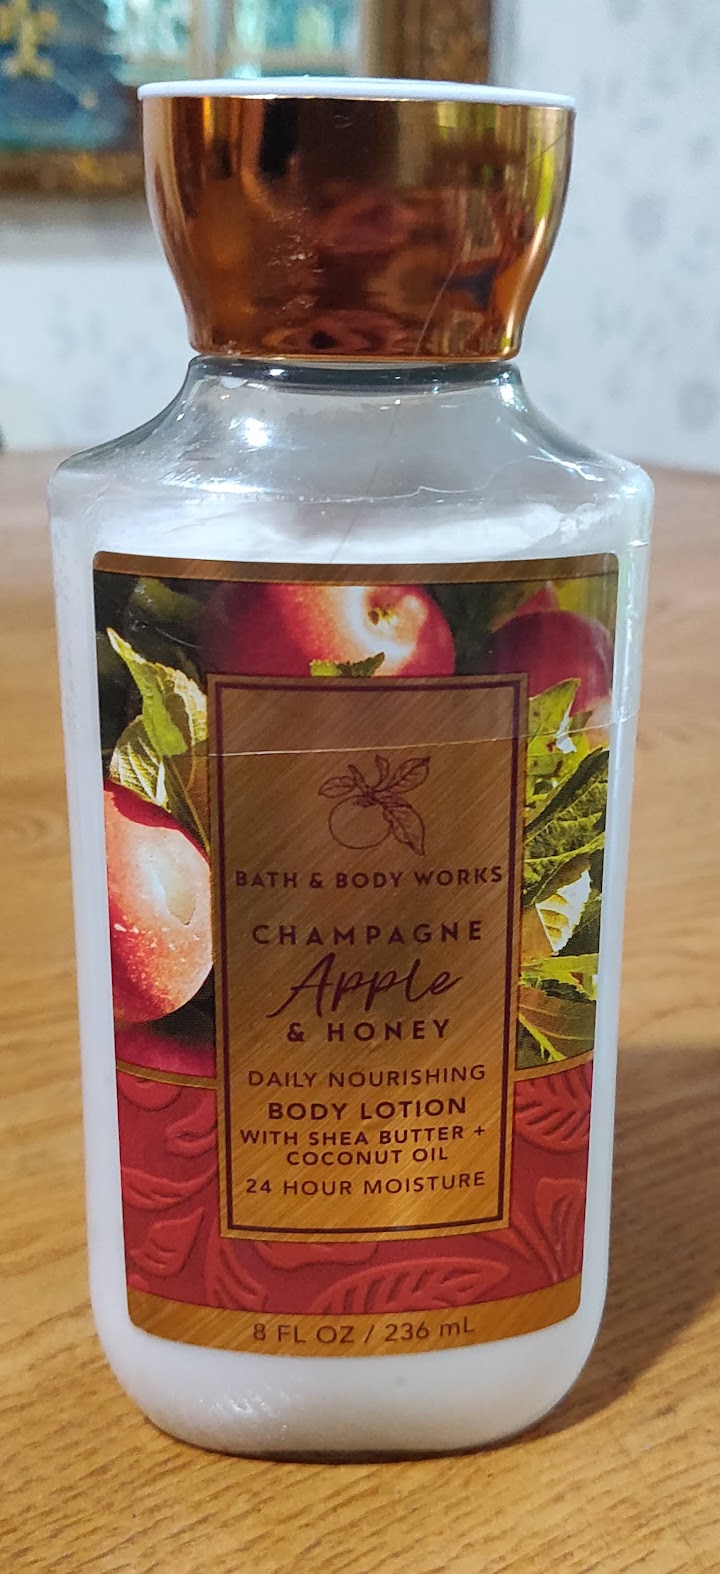 BATH & BODY WORKS
CHAMPAGNE
Apple
& HONEY
DAILY NOURISHING
BODY LOTION
WITH SHEA BUTTER +
COCONUT OIL
24 HOUR MOISTURE
8 FL OZ / 236 mL